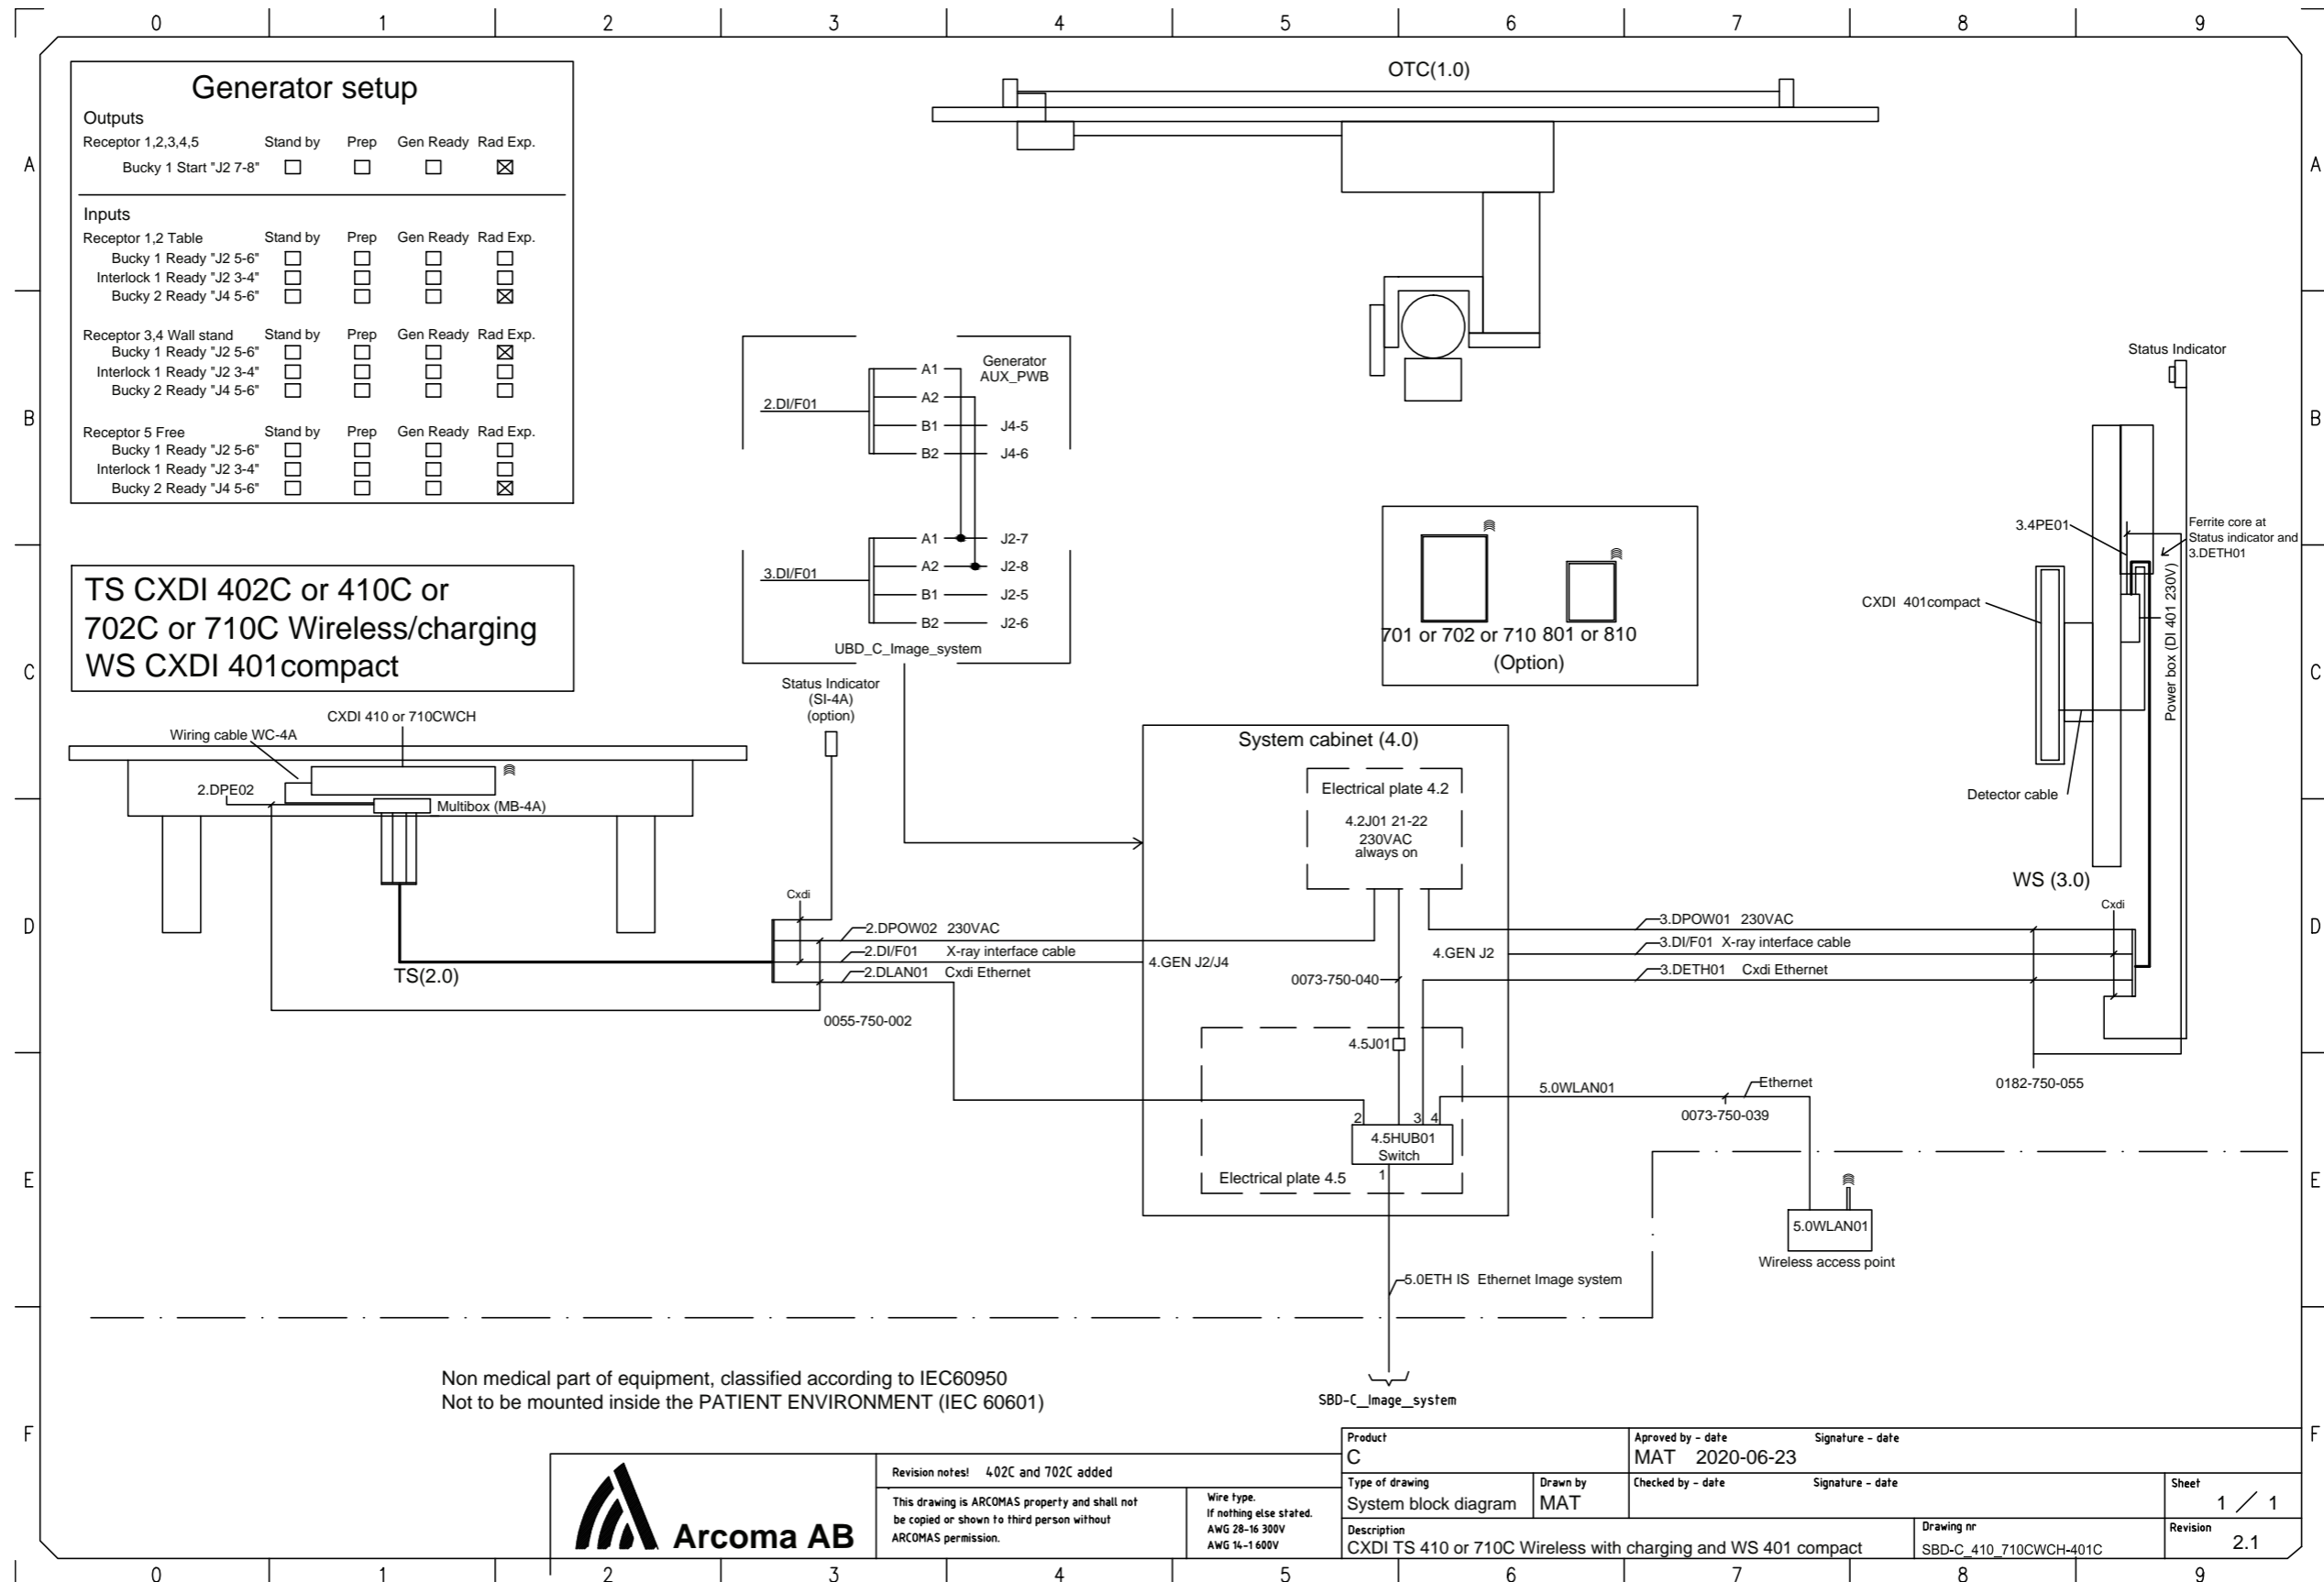 0 1 2 3 4 5 6 7 8 9
A
B
C
D
E
F
A
B
C
D
E
F
Generator setup
Outputs
Receptor 1,2,3,4,5 Stand by Prep Gen Ready Rad Exp.
Bucky 1 Start "J2 7-8"
Inputs
Receptor 1,2 Table Stand by Prep Gen Ready Rad Exp.
Bucky 1 Ready "J2 5-6"
Interlock 1 Ready "J2 3-4"
Bucky 2 Ready "J4 5-6"
Receptor 3,4 Wall stand Stand by Prep Gen Ready Rad Exp.
Bucky 1 Ready "J2 5-6"
Interlock 1 Ready "J2 3-4"
Bucky 2 Ready "J4 5-6"
Receptor 5 Free Stand by Prep Gen Ready Rad Exp.
Bucky 1 Ready "J2 5-6"
Interlock 1 Ready "J2 3-4"
Bucky 2 Ready "J4 5-6"
TS CXDI 402C or 410C or
702C or 710C Wireless/charging
WS CXDI 401compact
OTC(1.0)
Generator
AUX_PWB
2.DI/F01
A1
A2
B1 J4-5
B2 J4-6
3.DI/F01
A1 J2-7
A2 J2-8
B1 J2-5
B2 J2-6
UBD_C_Image_system
701 or 702 or 710 801 or 810
(Option)
Status Indicator
3.4PE01
Ferrite core at
Status indicator and
3.DETH01
CXDI 401compact
Power box (DI 401 230V)
Detector cable
WS (3.0)
Status Indicator
(SI-4A)
(option)
CXDI 410 or 710CWCH
Wiring cable WC-4A
2.DPE02
Multibox (MB-4A)
TS(2.0)
Cxdi
2.DPOW02 230VAC
2.DI/F01 X-ray interface cable
2.DLAN01 Cxdi Ethernet
0055-750-002
System cabinet (4.0)
Electrical plate 4.2
4.2J01 21-22
230VAC
always on
4.GEN J2/J4
4.GEN J2
0073-750-040
4.5J01
2 3 4
4.5HUB01
Switch
1
Electrical plate 4.5
Cxdi
3.DPOW01 230VAC
3.DI/F01 X-ray interface cable
3.DETH01 Cxdi Ethernet
0182-750-055
5.0WLAN01
Ethernet
0073-750-039
5.0WLAN01
Wireless access point
5.0ETH IS Ethernet Image system
SBD-C_Image_system
Non medical part of equipment, classified according to IEC60950
Not to be mounted inside the PATIENT ENVIRONMENT (IEC 60601)
Arcoma AB
Revision notes! 402C and 702C added
This drawing is ARCOMAS property and shall not
be copied or shown to third person without
ARCOMAS permission.
Wire type.
If nothing else stated.
AWG 28-16 300V
AWG 14-1 600V
Product
C
Aproved by - date Signature - date
MAT 2020-06-23
Type of drawing
System block diagram
Drawn by
MAT
Checked by - date Signature - date
Sheet
1 / 1
Description
CXDI TS 410 or 710C Wireless with charging and WS 401 compact
Drawing nr
SBD-C_410_710CWCH-401C
Revision
2.1
0 1 2 3 4 5 6 7 8 9